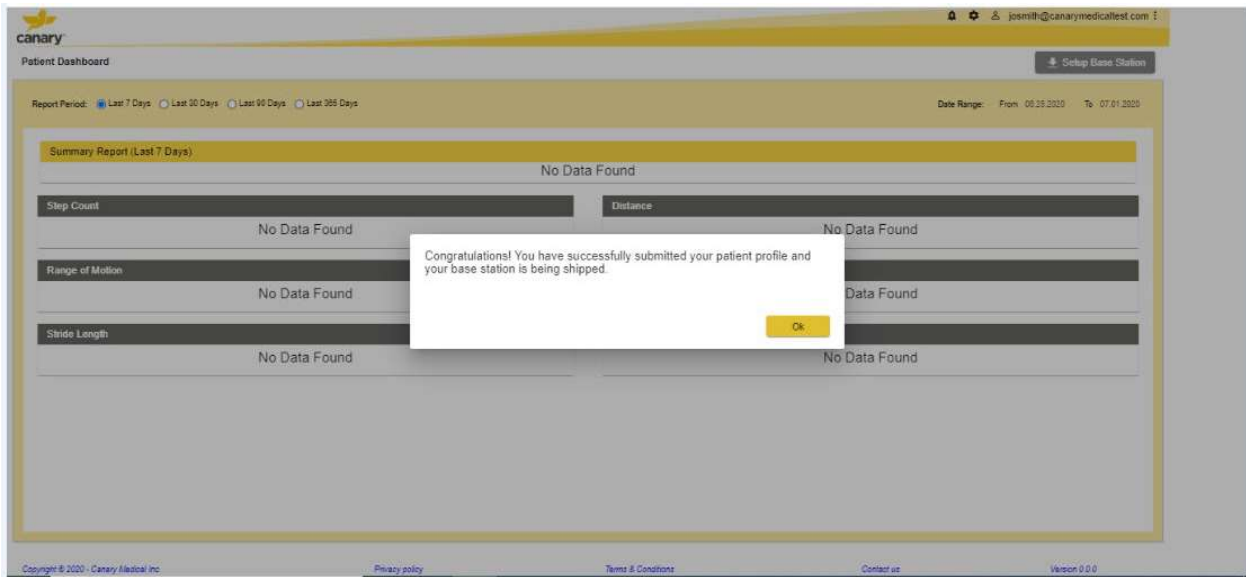 josmith@canarymedicaltest.com
canary
Patient Dashboard
Setup Base Station
Report Period: Last 7 Days Last 30 Days Last 90 Days Last 365 Days
Date Range: From 06.25.2020 To 07.01.2020
Summary Report (Last 7 Days)
No Data Found
Step Count
Distance
No Data Found
No Data Found
Congratulations! You have successfully submitted your patient profile and
your base station is being shipped.
Range of Motion
No Data Found
Data Found
Ok
Stride Length
No Data Found
No Data Found
Copyright © 2020 - Canary Medical Inc.
Privacy policy
Terms & Conditions
Contact us
Version 0.0.0